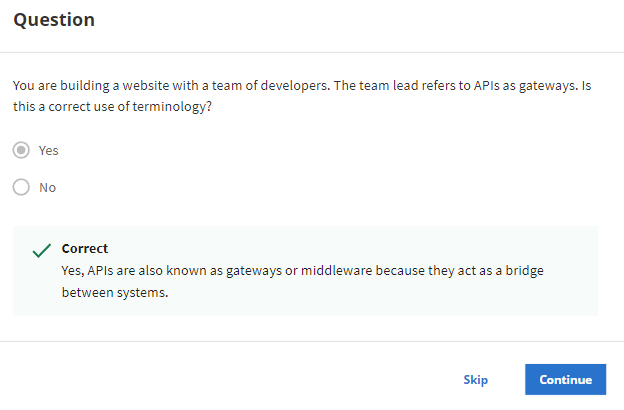 Question
You are building a website with a team of developers. The team lead refers to APIs as gateways. Is
this a correct use of terminology?
Yes
No
Correct
Yes, APIs are also known as gateways or middleware because they act as a bridge
between systems.
Skip
Continue